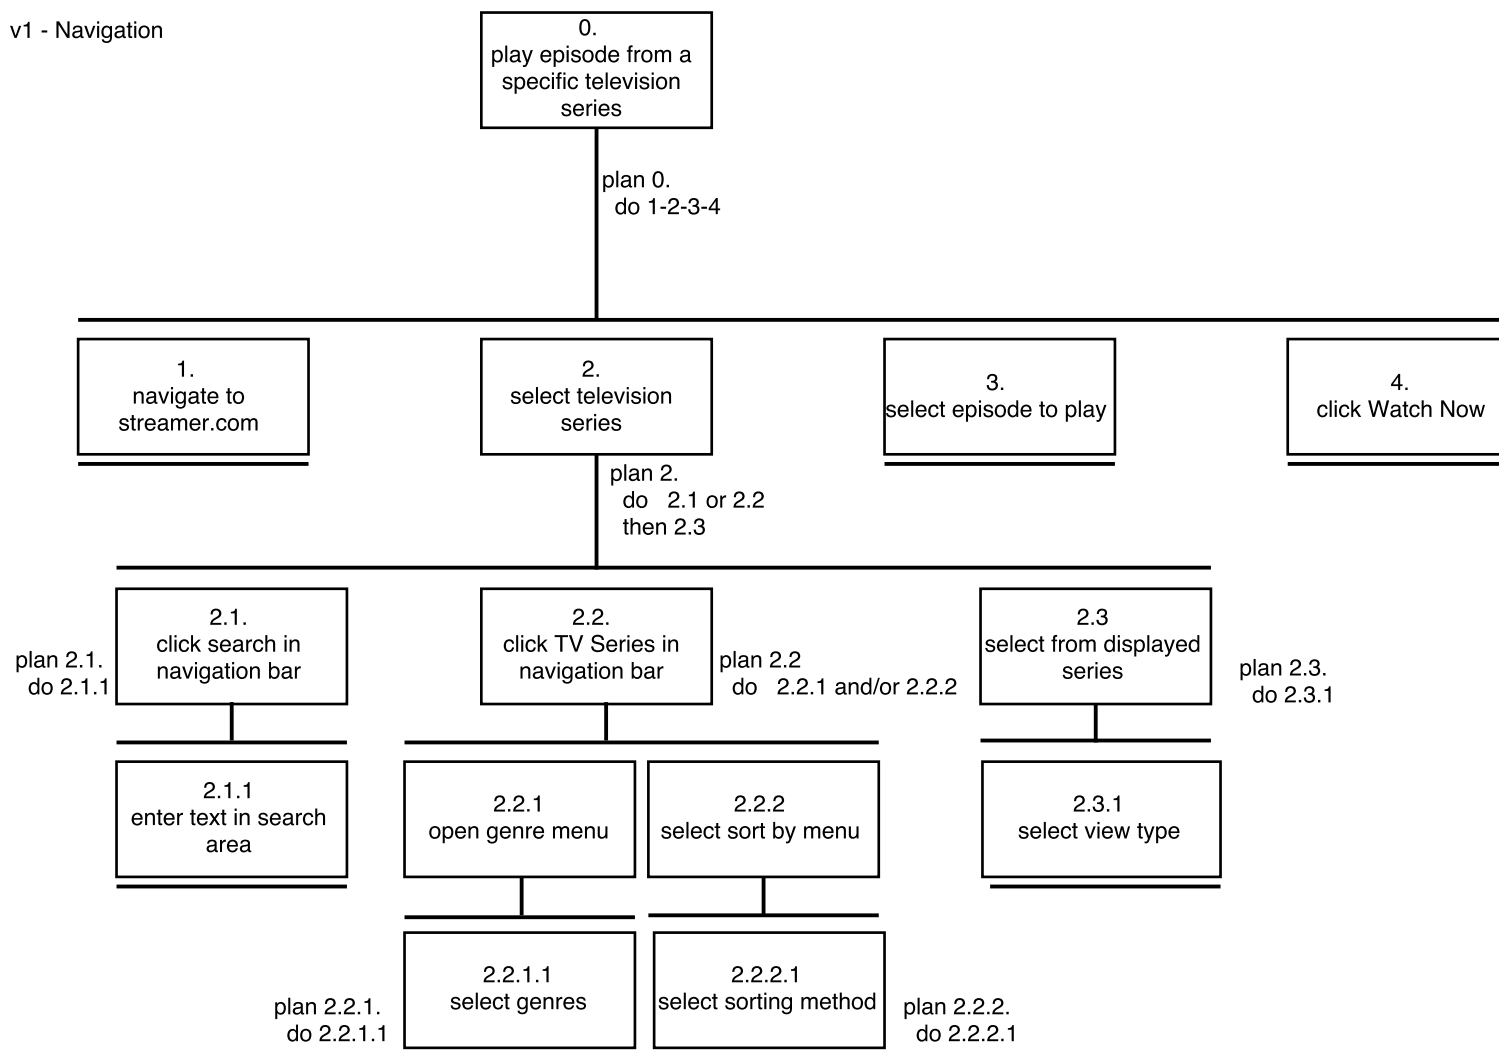 v1 - Navigation
0.
play episode from a
specific television
series
plan 0.
do 1-2-3-4
1.
navigate to
streamer.com
2.
select television
series
3.
select episode to play
4.
click Watch Now
plan 2.
do 2.1 or 2.2
then 2.3
plan 2.1.
do 2.1.1
2.1.
click search in
navigation bar
2.2.
click TV Series in
navigation bar
plan 2.2
do 2.2.1 and/or 2.2.2
2.3
select from displayed
series
plan 2.3.
do 2.3.1
2.1.1
enter text in search
area
2.2.1
open genre menu
2.2.2
select sort by menu
2.3.1
select view type
plan 2.2.1.
do 2.2.1.1
2.2.1.1
select genres
2.2.2.1
select sorting method
plan 2.2.2.
do 2.2.2.1